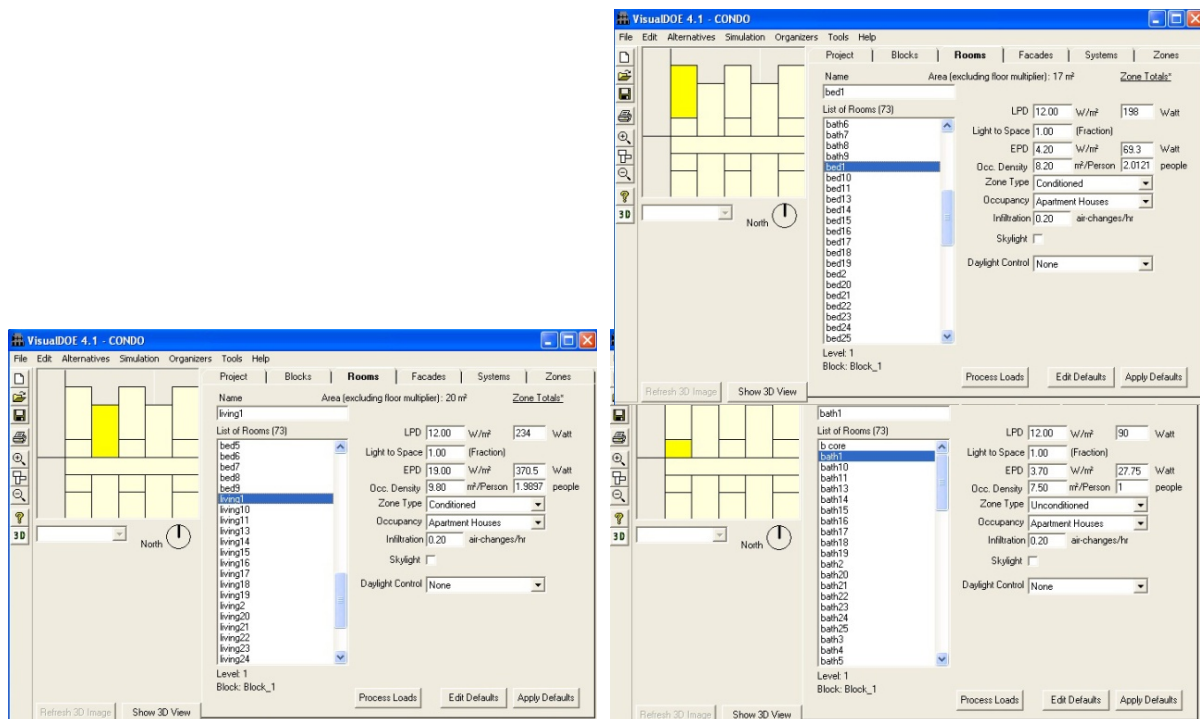 VisualDOE 4.1 - CONDO
File Edit Alternatives Simulation Organizers Tools Help
Project Blocks Rooms Facades Systems Zones
Name Area (excluding floor multiplier): 17 m² Zone Totals*
bed1
List of Rooms (73)
LPD 12.00 W/m² 198 Watt
Light to Space 1.00 (Fraction)
EPD 4.20 W/m² 69.3 Watt
Occ. Density 8.20 m²/Person 2.0121 people
Zone Type Conditioned
Occupancy Apartment Houses
Infiltration 0.20 air-changes/hr
Skylight
Daylight Control None
bath6
bath7
bath8
bath9
bed1
bed10
bed11
bed13
bed14
bed15
bed16
bed17
bed18
bed19
bed2
bed20
bed21
bed22
bed23
bed24
bed25
3D
North
Level: 1
Block: Block_1
Process Loads Edit Defaults Apply Defaults
Refresh 3D Image Show 3D View
VisualDOE 4.1 - CONDO
File Edit Alternatives Simulation Organizers Tools Help
Project Blocks Rooms Facades Systems Zones
Name Area (excluding floor multiplier): 20 m² Zone Totals*
living1
List of Rooms (73)
LPD 12.00 W/m² 234 Watt
Light to Space 1.00 (Fraction)
EPD 19.00 W/m² 370.5 Watt
Occ. Density 9.80 m²/Person 1.9897 people
Zone Type Conditioned
Occupancy Apartment Houses
Infiltration 0.20 air-changes/hr
Skylight
Daylight Control None
bed5
bed6
bed7
bed8
bed9
living1
living10
living11
living13
living14
living15
living16
living17
living18
living19
living2
living20
living21
living22
living23
living24
3D
North
Level: 1
Block: Block_1
Process Loads Edit Defaults Apply Defaults
Refresh 3D Image Show 3D View
bath1
List of Rooms (73)
LPD 12.00 W/m² 90 Watt
Light to Space 1.00 (Fraction)
EPD 3.70 W/m² 27.75 Watt
Occ. Density 7.50 m²/Person 1 people
Zone Type Unconditioned
Occupancy Apartment Houses
Infiltration 0.20 air-changes/hr
Skylight
Daylight Control None
b core
bath1
bath10
bath11
bath13
bath14
bath15
bath16
bath17
bath18
bath19
bath2
bath20
bath21
bath22
bath23
bath24
bath25
bath3
bath4
bath5
3D
North
Level: 1
Block: Block_1
Process Loads Edit Defaults Apply Defaults
Refresh 3D Image Show 3D View